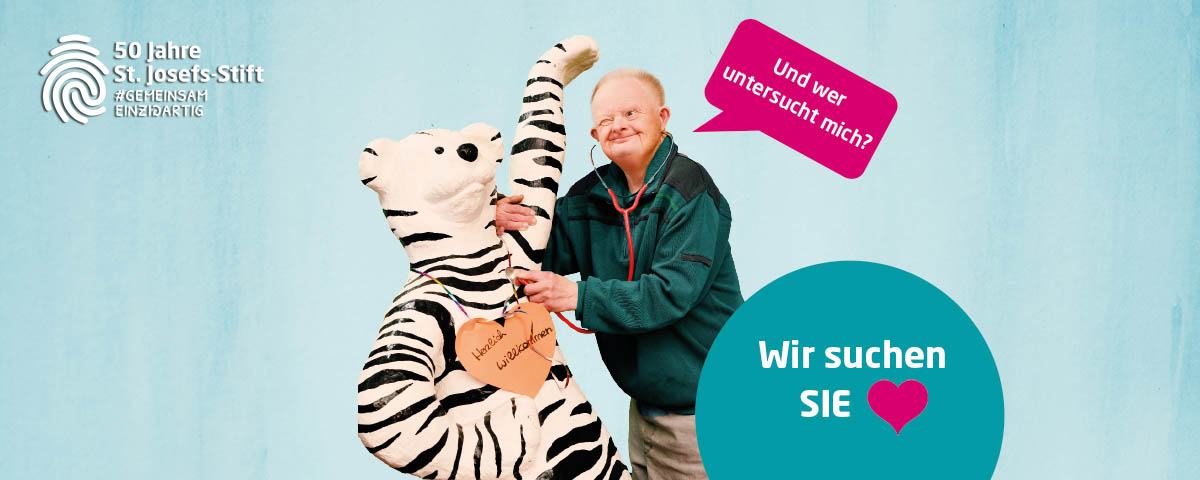 50 Jahre
St. Josefs-Stift
#GEMEINSAM
EINZIGARTIG
Und wer
untersucht mich?
Herzlich
willkommen
Wir suchen
SIE